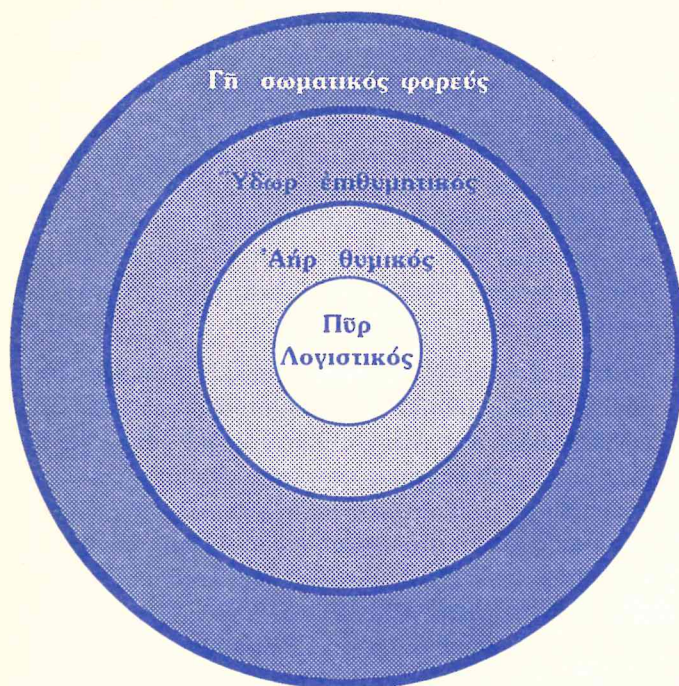 Γῆ σωματικός φορεύς
Ὕδωρ ἐπιθυμητικός
Ἀήρ θυμικός
Πῦρ
Λογιστικός